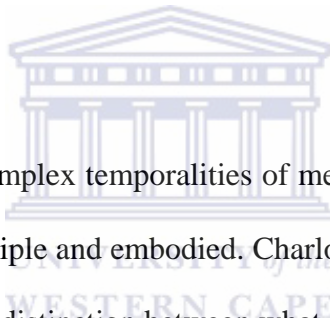 mplex temporalities of me
iple and embodied. Charlo
UNIVERSITY of the
WESTERN CAPE
distinction between what